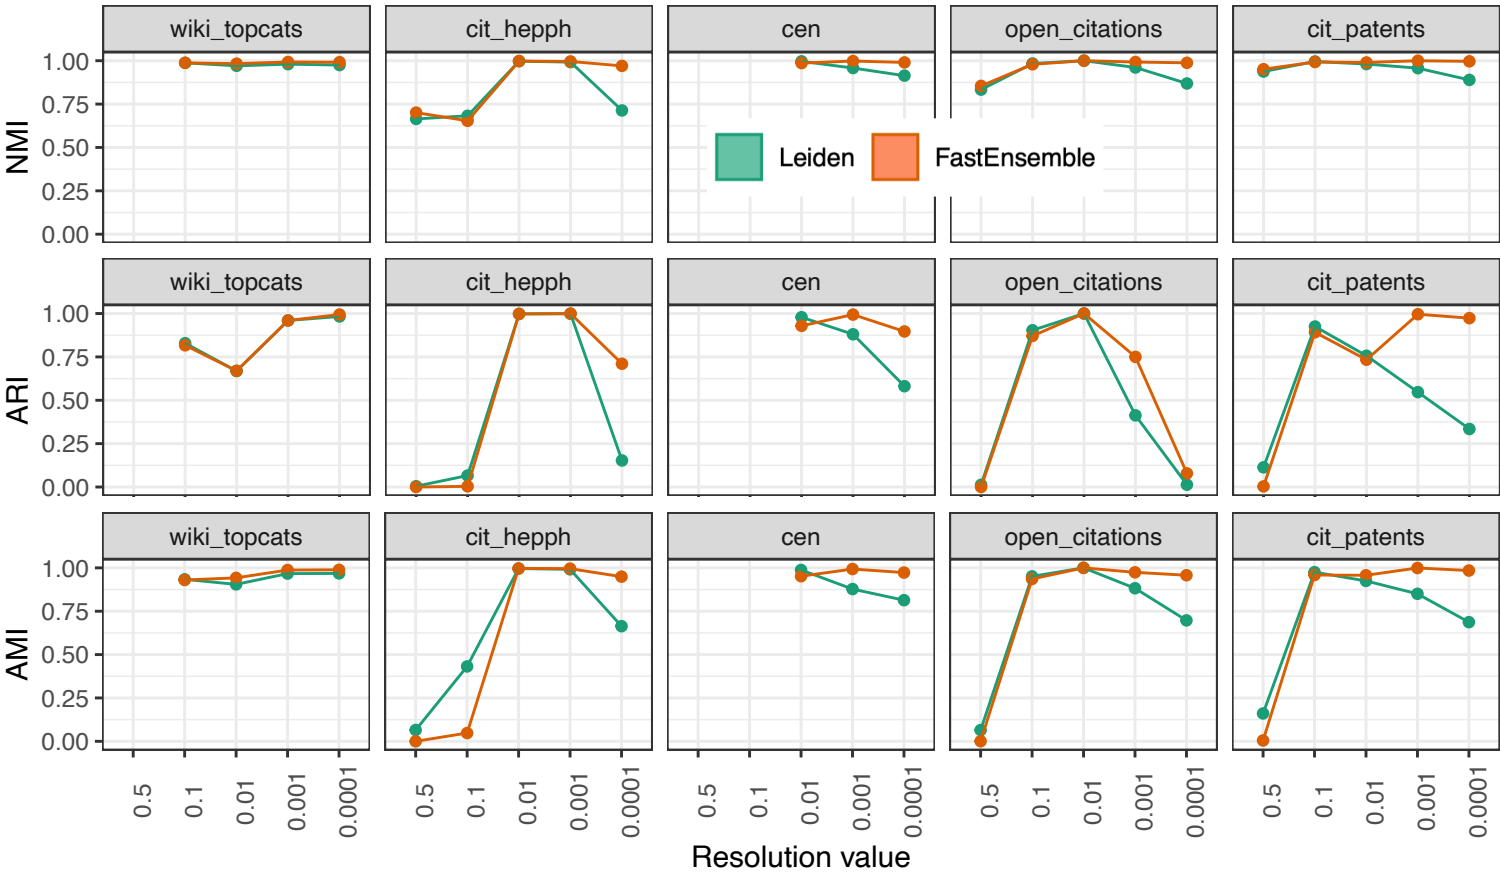 wiki_topcats cit_hepph cen open_citations cit_patents
NMI
1.00
0.75
0.50
0.25
0.00
Leiden FastEnsemble
wiki_topcats cit_hepph cen open_citations cit_patents
ARI
1.00
0.75
0.50
0.25
0.00
wiki_topcats cit_hepph cen open_citations cit_patents
AMI
1.00
0.75
0.50
0.25
0.00
0.5 0.1 0.01 0.001 0.0001 0.5 0.1 0.01 0.001 0.0001 0.5 0.1 0.01 0.001 0.0001 0.5 0.1 0.01 0.001 0.0001 0.5 0.1 0.01 0.001 0.0001
Resolution value